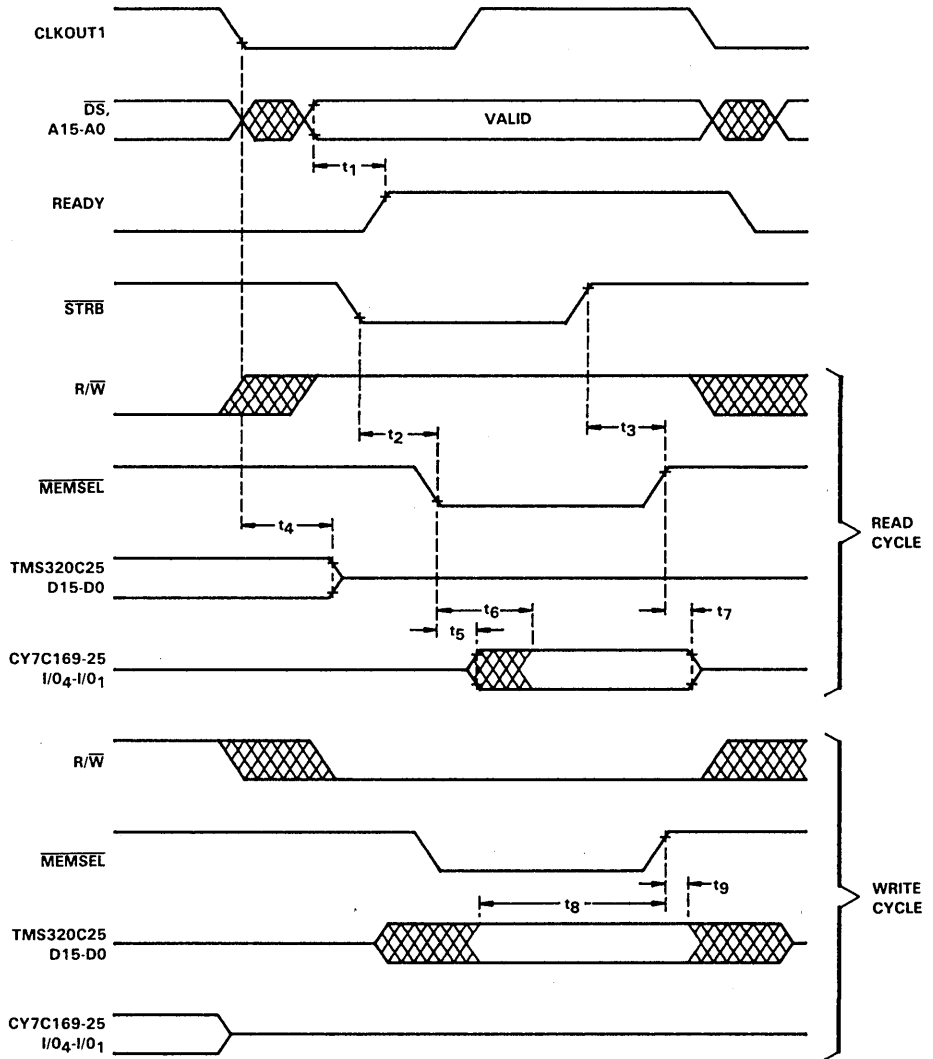 CLKOUT1
DS,
A15-A0
VALID
t1
READY
STRB
R/W
t2
t3
MEMSEL
t4
READ
CYCLE
TMS320C25
D15-D0
t6
t5
t7
CY7C169-25
I/O4-I/O1
R/W
MEMSEL
t9
t8
WRITE
CYCLE
TMS320C25
D15-D0
CY7C169-25
I/O4-I/O1